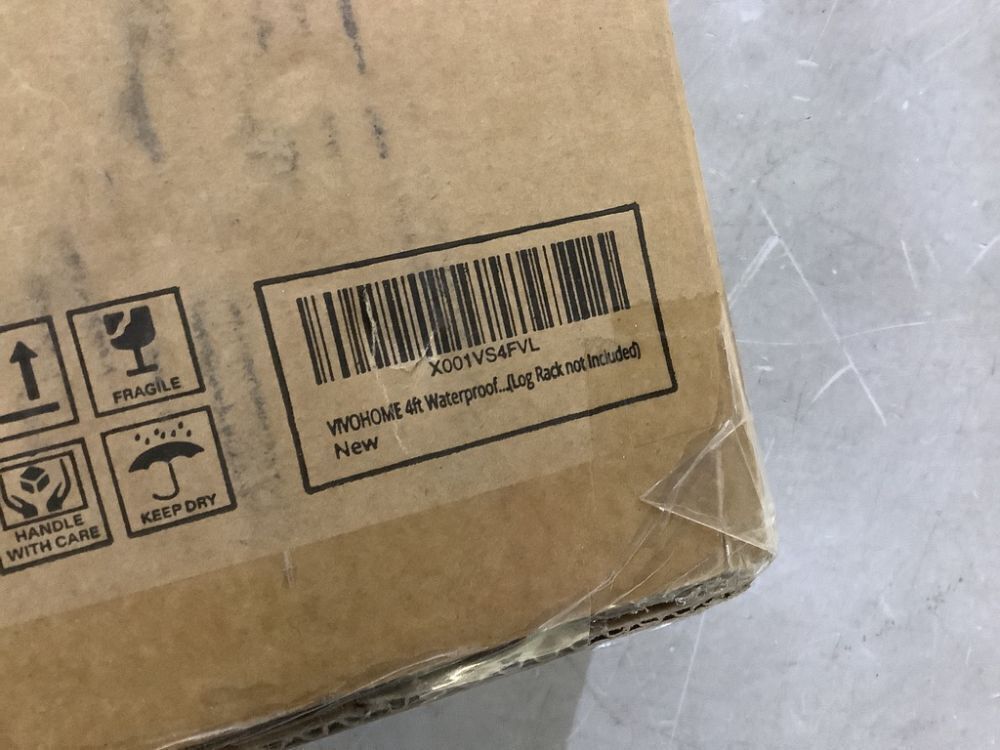 FRAGILE
HANDLE
WITH CARE
KEEP DRY
X001VS4FVL
VIVOHOME 4ft Waterproof...(Log Rack not Included)
New